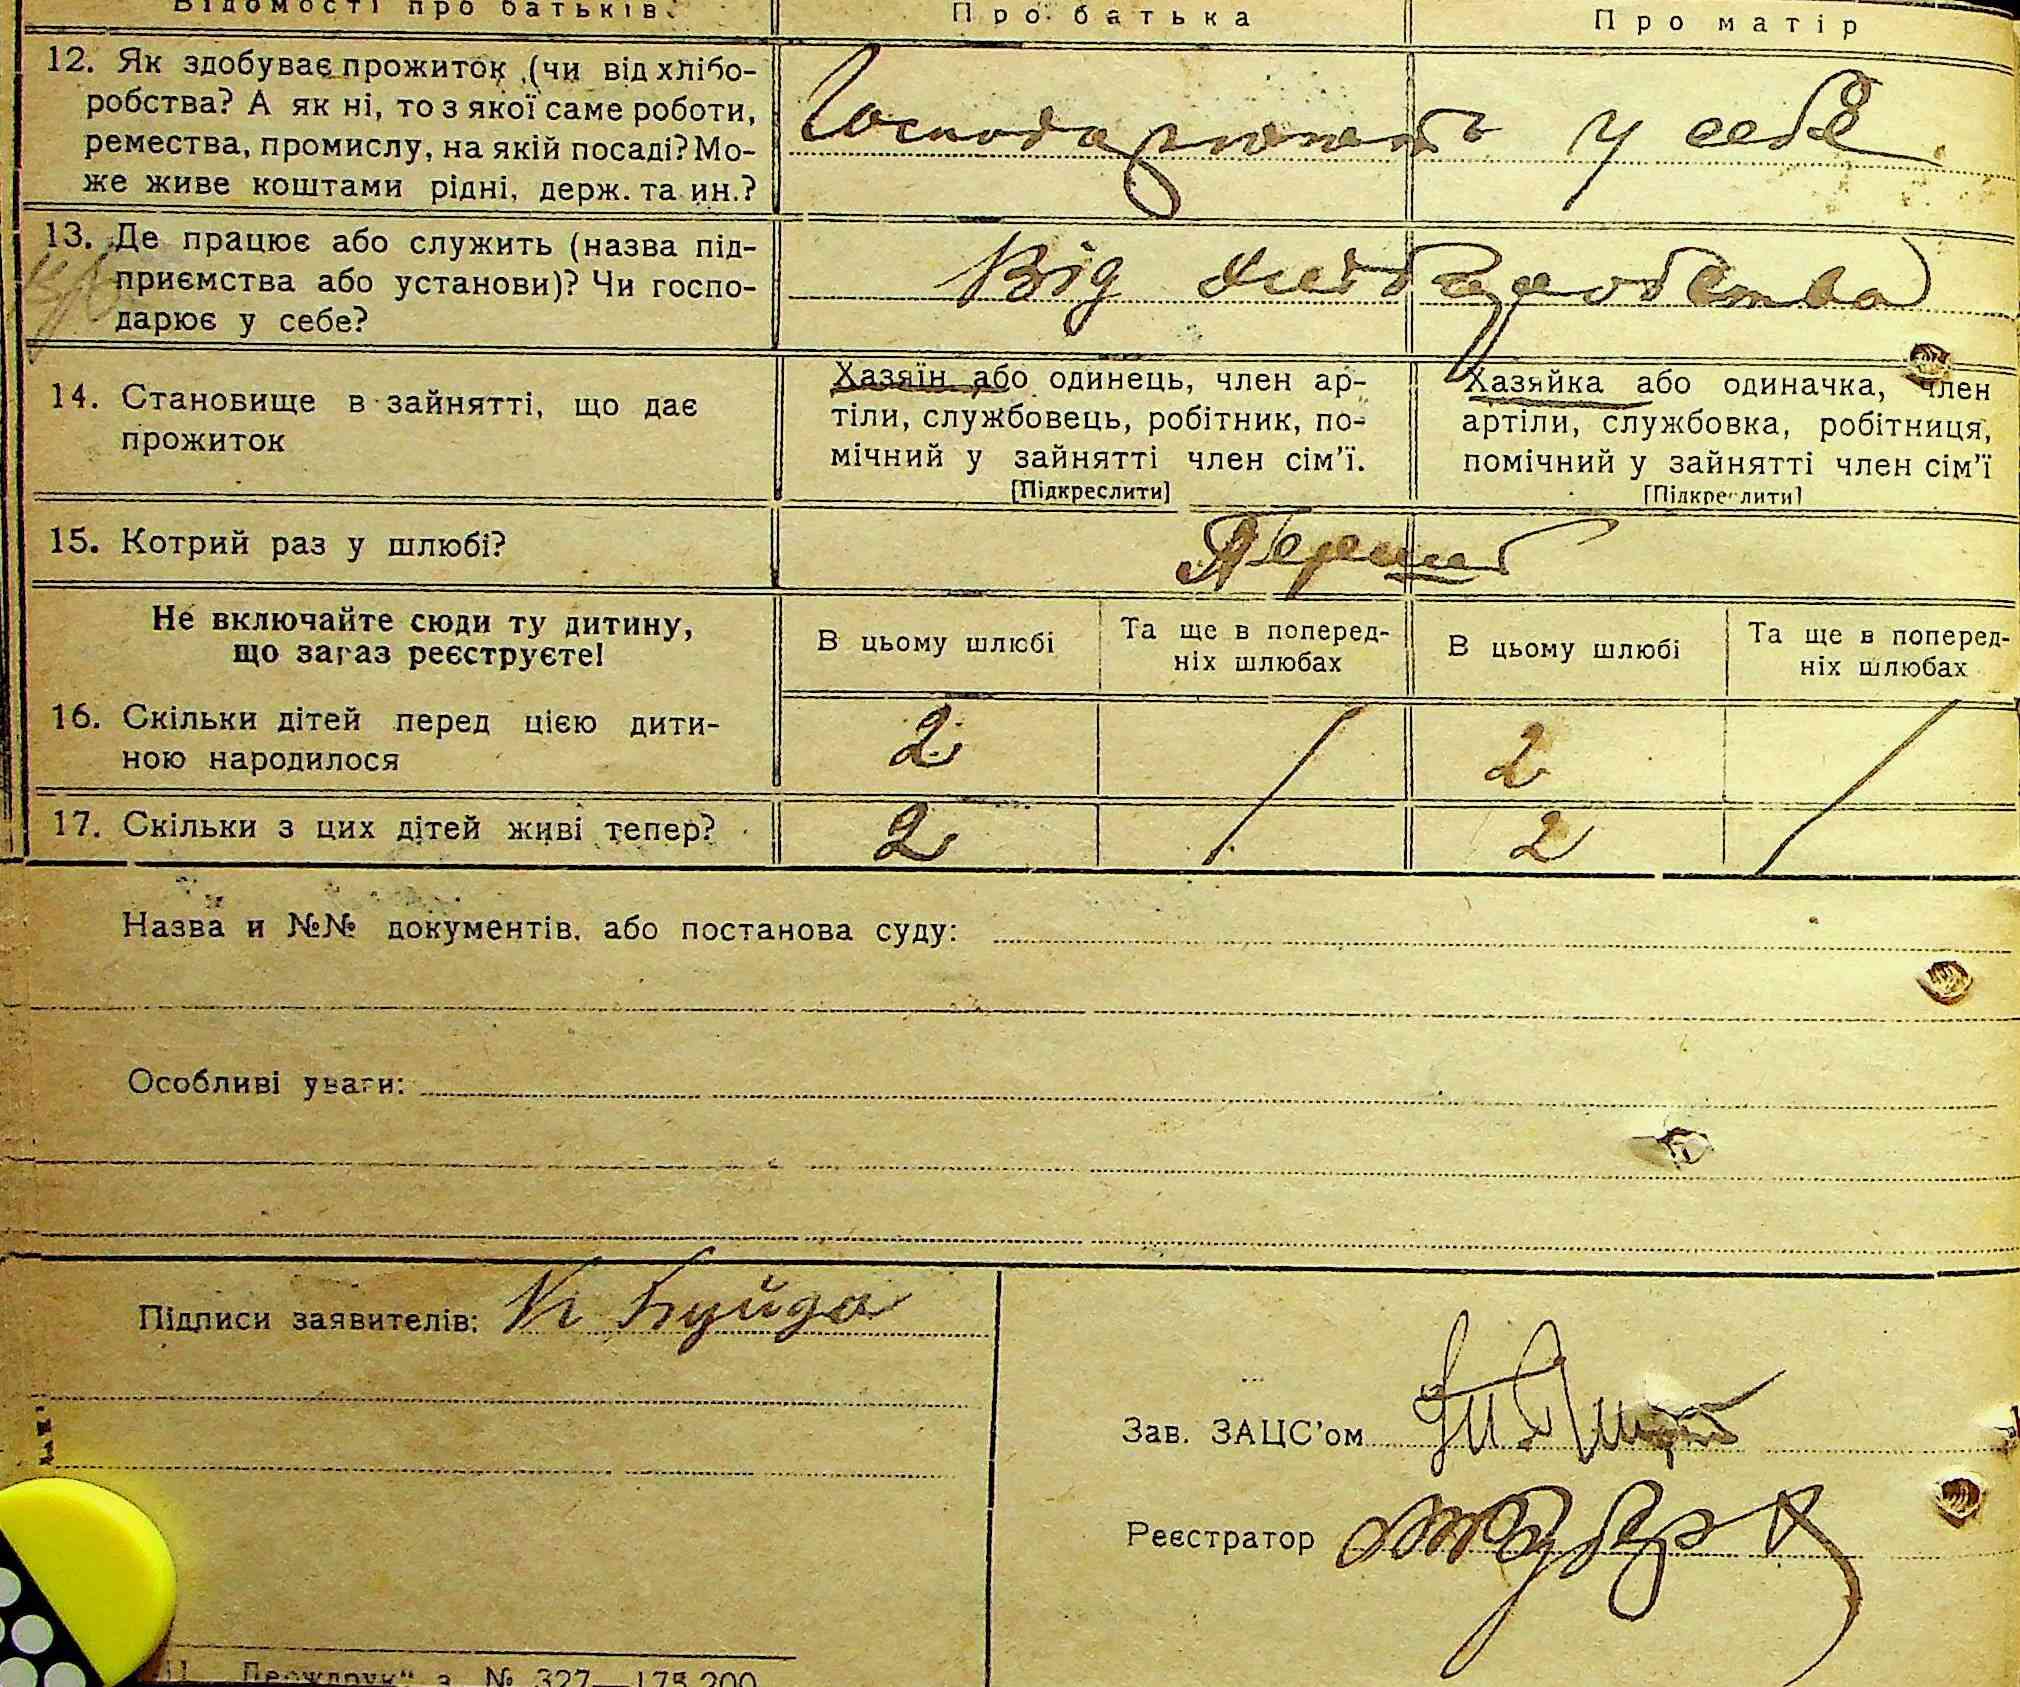 Відомості про батьків. Про батька Про матір
12. Як здобуває прожиток (чи від хлібо-
робства? А як ні, то з якої саме роботи,
ремества, промислу, на якій посаді? Мо-
же живе коштами рідні, держ. та ин.?
Господарюють у себе
13. Де працює або служить (назва під-
приємства або установи)? Чи госпо-
дарює у себе?
Від хліборобства
14. Становище в зайнятті, що дає
прожиток
Хазяїн або одинець, член ар-
тіли, службовець, робітник, по-
мічний у зайнятті член сім’ї.
[Підкреслити]
Хазяйка або одиначка, член
артіли, службовка, робітниця,
помічний у зайнятті член сім’ї
[Підкреслити]
15. Котрий раз у шлюбі?
Перший
Не включайте сюди ту дитину,
що зараз реєструєте!
В цьому шлюбі
Та ще в поперед-
ніх шлюбах
В цьому шлюбі
Та ще в поперед-
ніх шлюбах
16. Скільки дітей перед цією дити-
ною народилося
2 / 2 /
17. Скільки з цих дітей живі тепер?
2 2
Назва и №№ документів, або постанова суду:
Особливі уваги:
Підписи заявителів: К Буйда
Зав. ЗАЦС’ом
Реєстратор
„Держдрук“ з. № 327—175.200